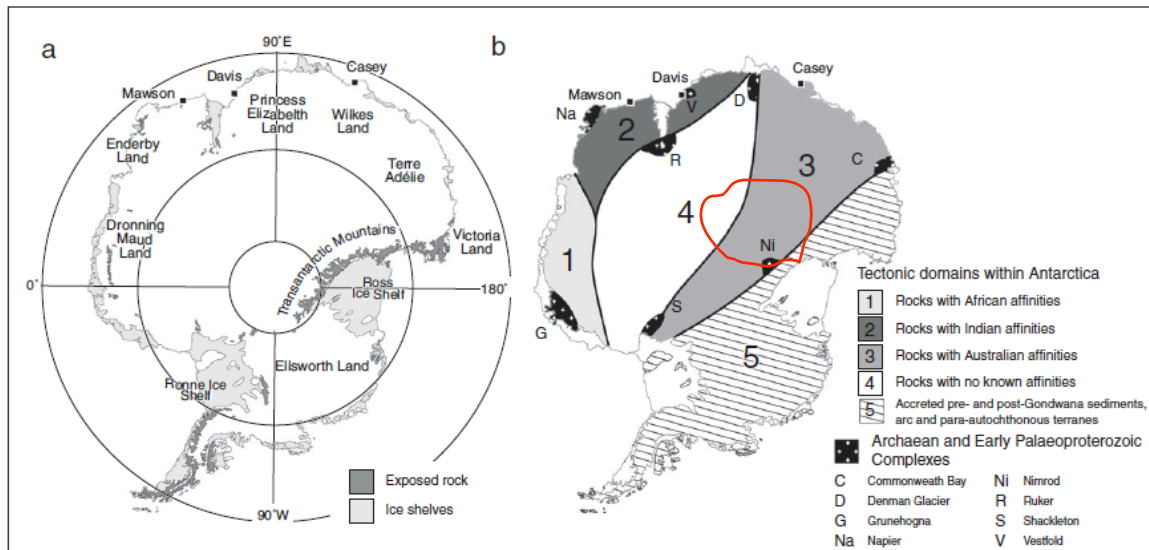 a
90˚E
Casey
Davis
Mawson
Princess
Elizabelth
Land
Wilkes
Land
Enderby
Land
Terre
Adélie
Dronning
Maud
Land
Transantarctic Mountains
Victoria
Land
0˚
Ross
Ice Shelf
180˚
Ellsworth Land
Ronne Ice
Shelf
90˚W
Exposed rock
Ice shelves
b
Casey
Davis
Mawson
V
D
Na
2
R
3
C
4
Ni
1
S
G
5
Tectonic domains within Antarctica
1 Rocks with African affinities
2 Rocks with Indian affinities
3 Rocks with Australian affinities
4 Rocks with no known affinities
5 Accreted pre- and post-Gondwana sediments,
arc and para-autochthonous terranes
Archaean and Early Palaeoproterozoic
Complexes
C Commonweath Bay Ni Nimrod
D Denman Glacier R Ruker
G Grunehogna S Shackleton
Na Napier V Vestfold